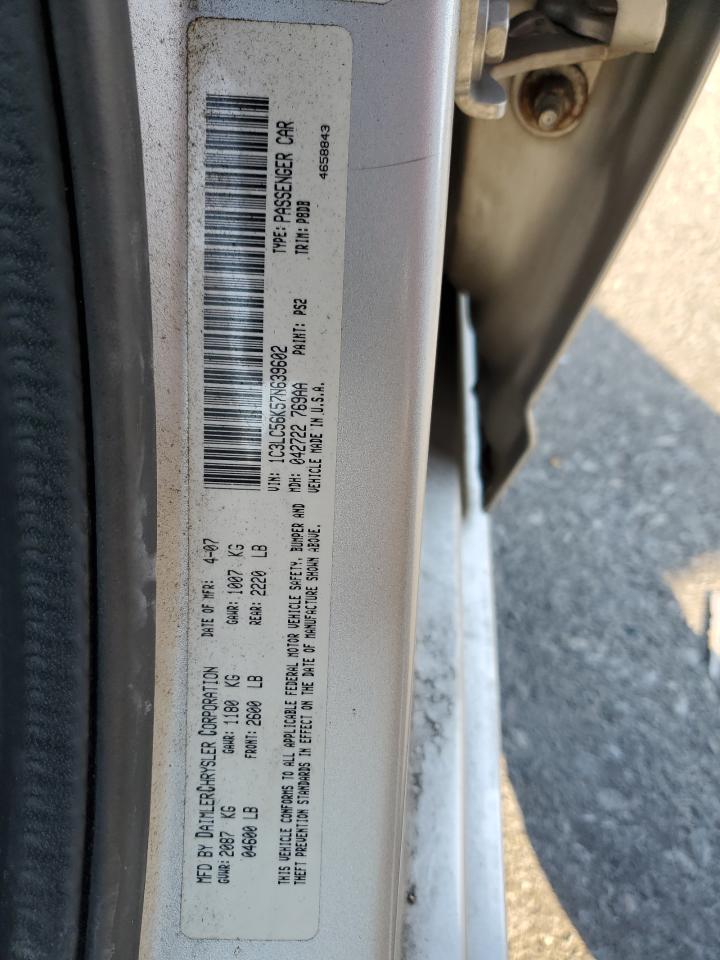 MFD BY DAIMLERCHRYSLER CORPORATION DATE OF MFR: 4-07
GVWR: 2087 KG GAWR: 1180 KG GAWR: 1007 KG
04600 LB FRONT: 2600 LB REAR: 2220 LB
THIS VEHICLE CONFORMS TO ALL APPLICABLE FEDERAL MOTOR VEHICLE SAFETY, BUMPER AND
THEFT PREVENTION STANDARDS IN EFFECT ON THE DATE OF MANUFACTURE SHOWN ABOVE.
VIN: 1C3LC56K57N639602 TYPE: PASSENGER CAR
MDH: 042722 769AA PAINT: PS2 TRIM: P8DB
VEHICLE MADE IN U.S.A. 4658843